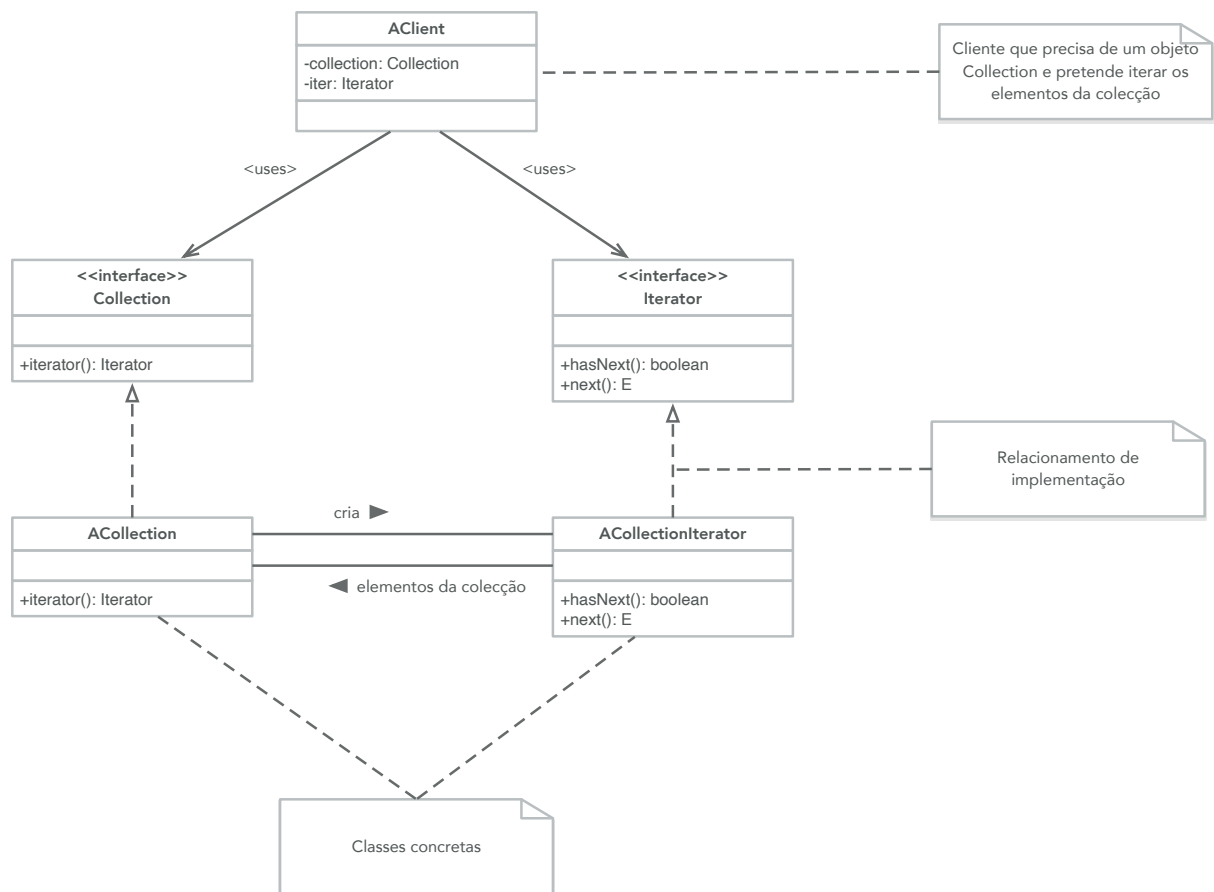 AClient
-collection: Collection
-iter: Iterator
Cliente que precisa de um objeto
Collection e pretende iterar os
elementos da colecção
<uses>
<uses>
<<interface>>
Collection
+iterator(): Iterator
<<interface>>
Iterator
+hasNext(): boolean
+next(): E
Relacionamento de
implementação
cria ►
ACollection
+iterator(): Iterator
ACollectionIterator
+hasNext(): boolean
+next(): E
◄ elementos da colecção
Classes concretas